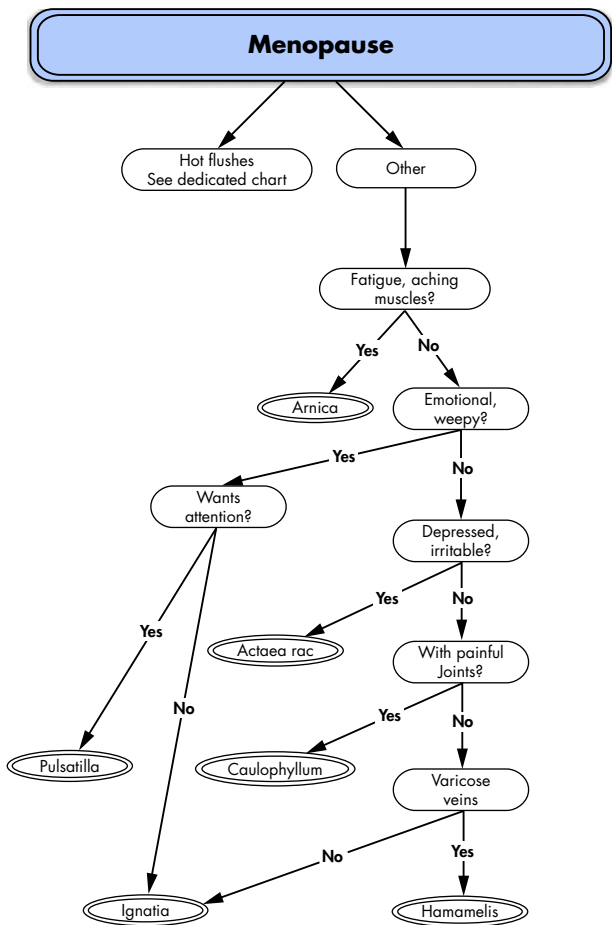 Menopause
Hot flushes
See dedicated chart
Other
Fatigue, aching
muscles?
Yes
No
Arnica
Emotional,
weepy?
Yes
No
Wants
attention?
Depressed,
irritable?
Yes
No
Yes
Actaea rac
With painful
Joints?
No
Yes
No
Pulsatilla
Caulophyllum
Varicose
veins
No
Yes
Ignatia
Hamamelis